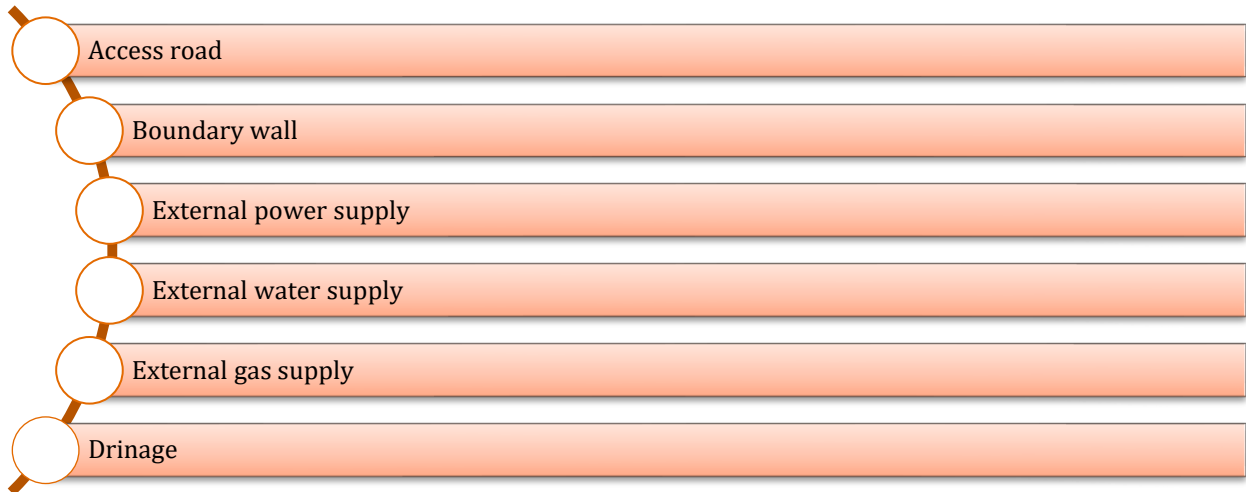 Access road
Boundary wall
External power supply
External water supply
External gas supply
Drinage